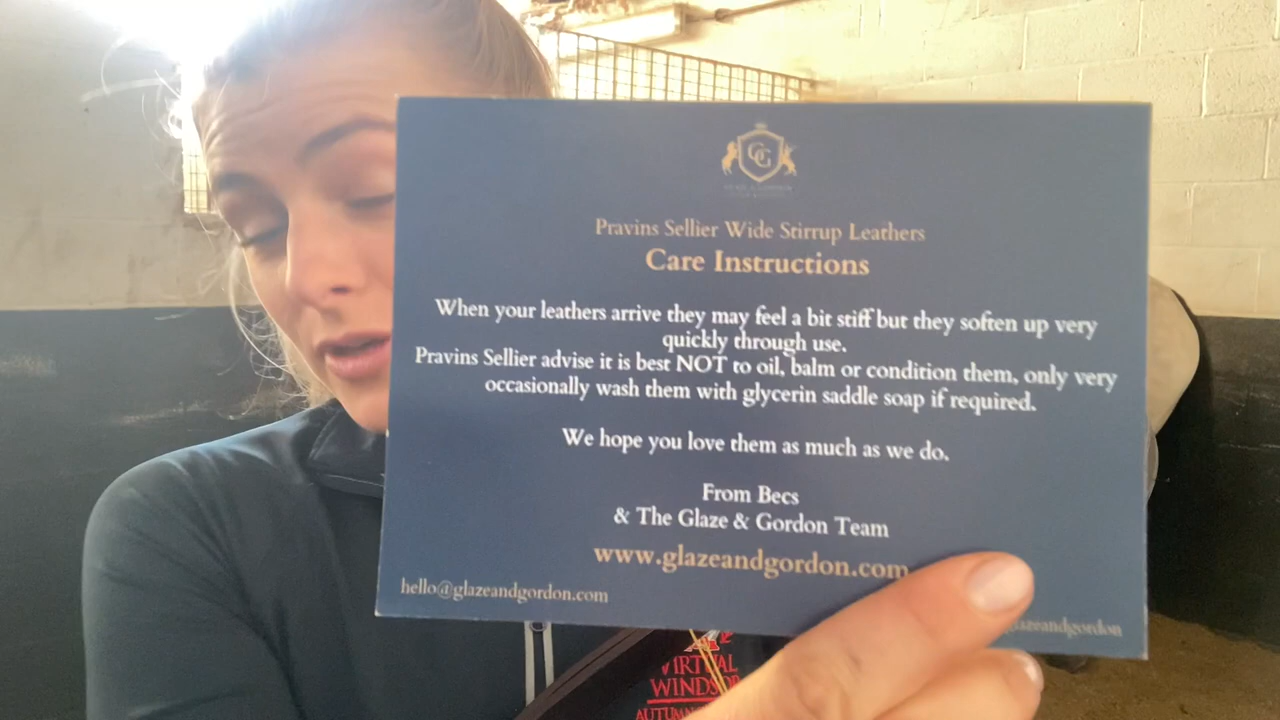 GG
Pravins Sellier Wide Stirrup Leathers
Care Instructions
When your leathers arrive they may feel a bit stiff but they soften up very
quickly through use.
Pravins Sellier advise it is best NOT to oil, balm or condition them, only very
occasionally wash them with glycerin saddle soap if required.
We hope you love them as much as we do.
From Becs
& The Glaze & Gordon Team
www.glazeandgordon.com
hello@glazeandgordon.com
glazeandgordon
VIRTUAL
WINDSOR
AUTUMN